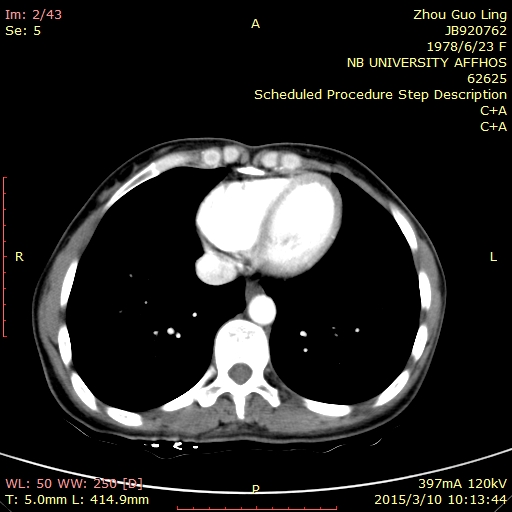 Im: 2/43
Se: 5
A
Zhou Guo Ling
JB920762
1978/6/23 F
NB UNIVERSITY AFFHOS
62625
Scheduled Procedure Step Description
C+A
C+A
R
L
WL: 50 WW: 250 [D]
T: 5.0mm L: 414.9mm
P
397mA 120kV
2015/3/10 10:13:44